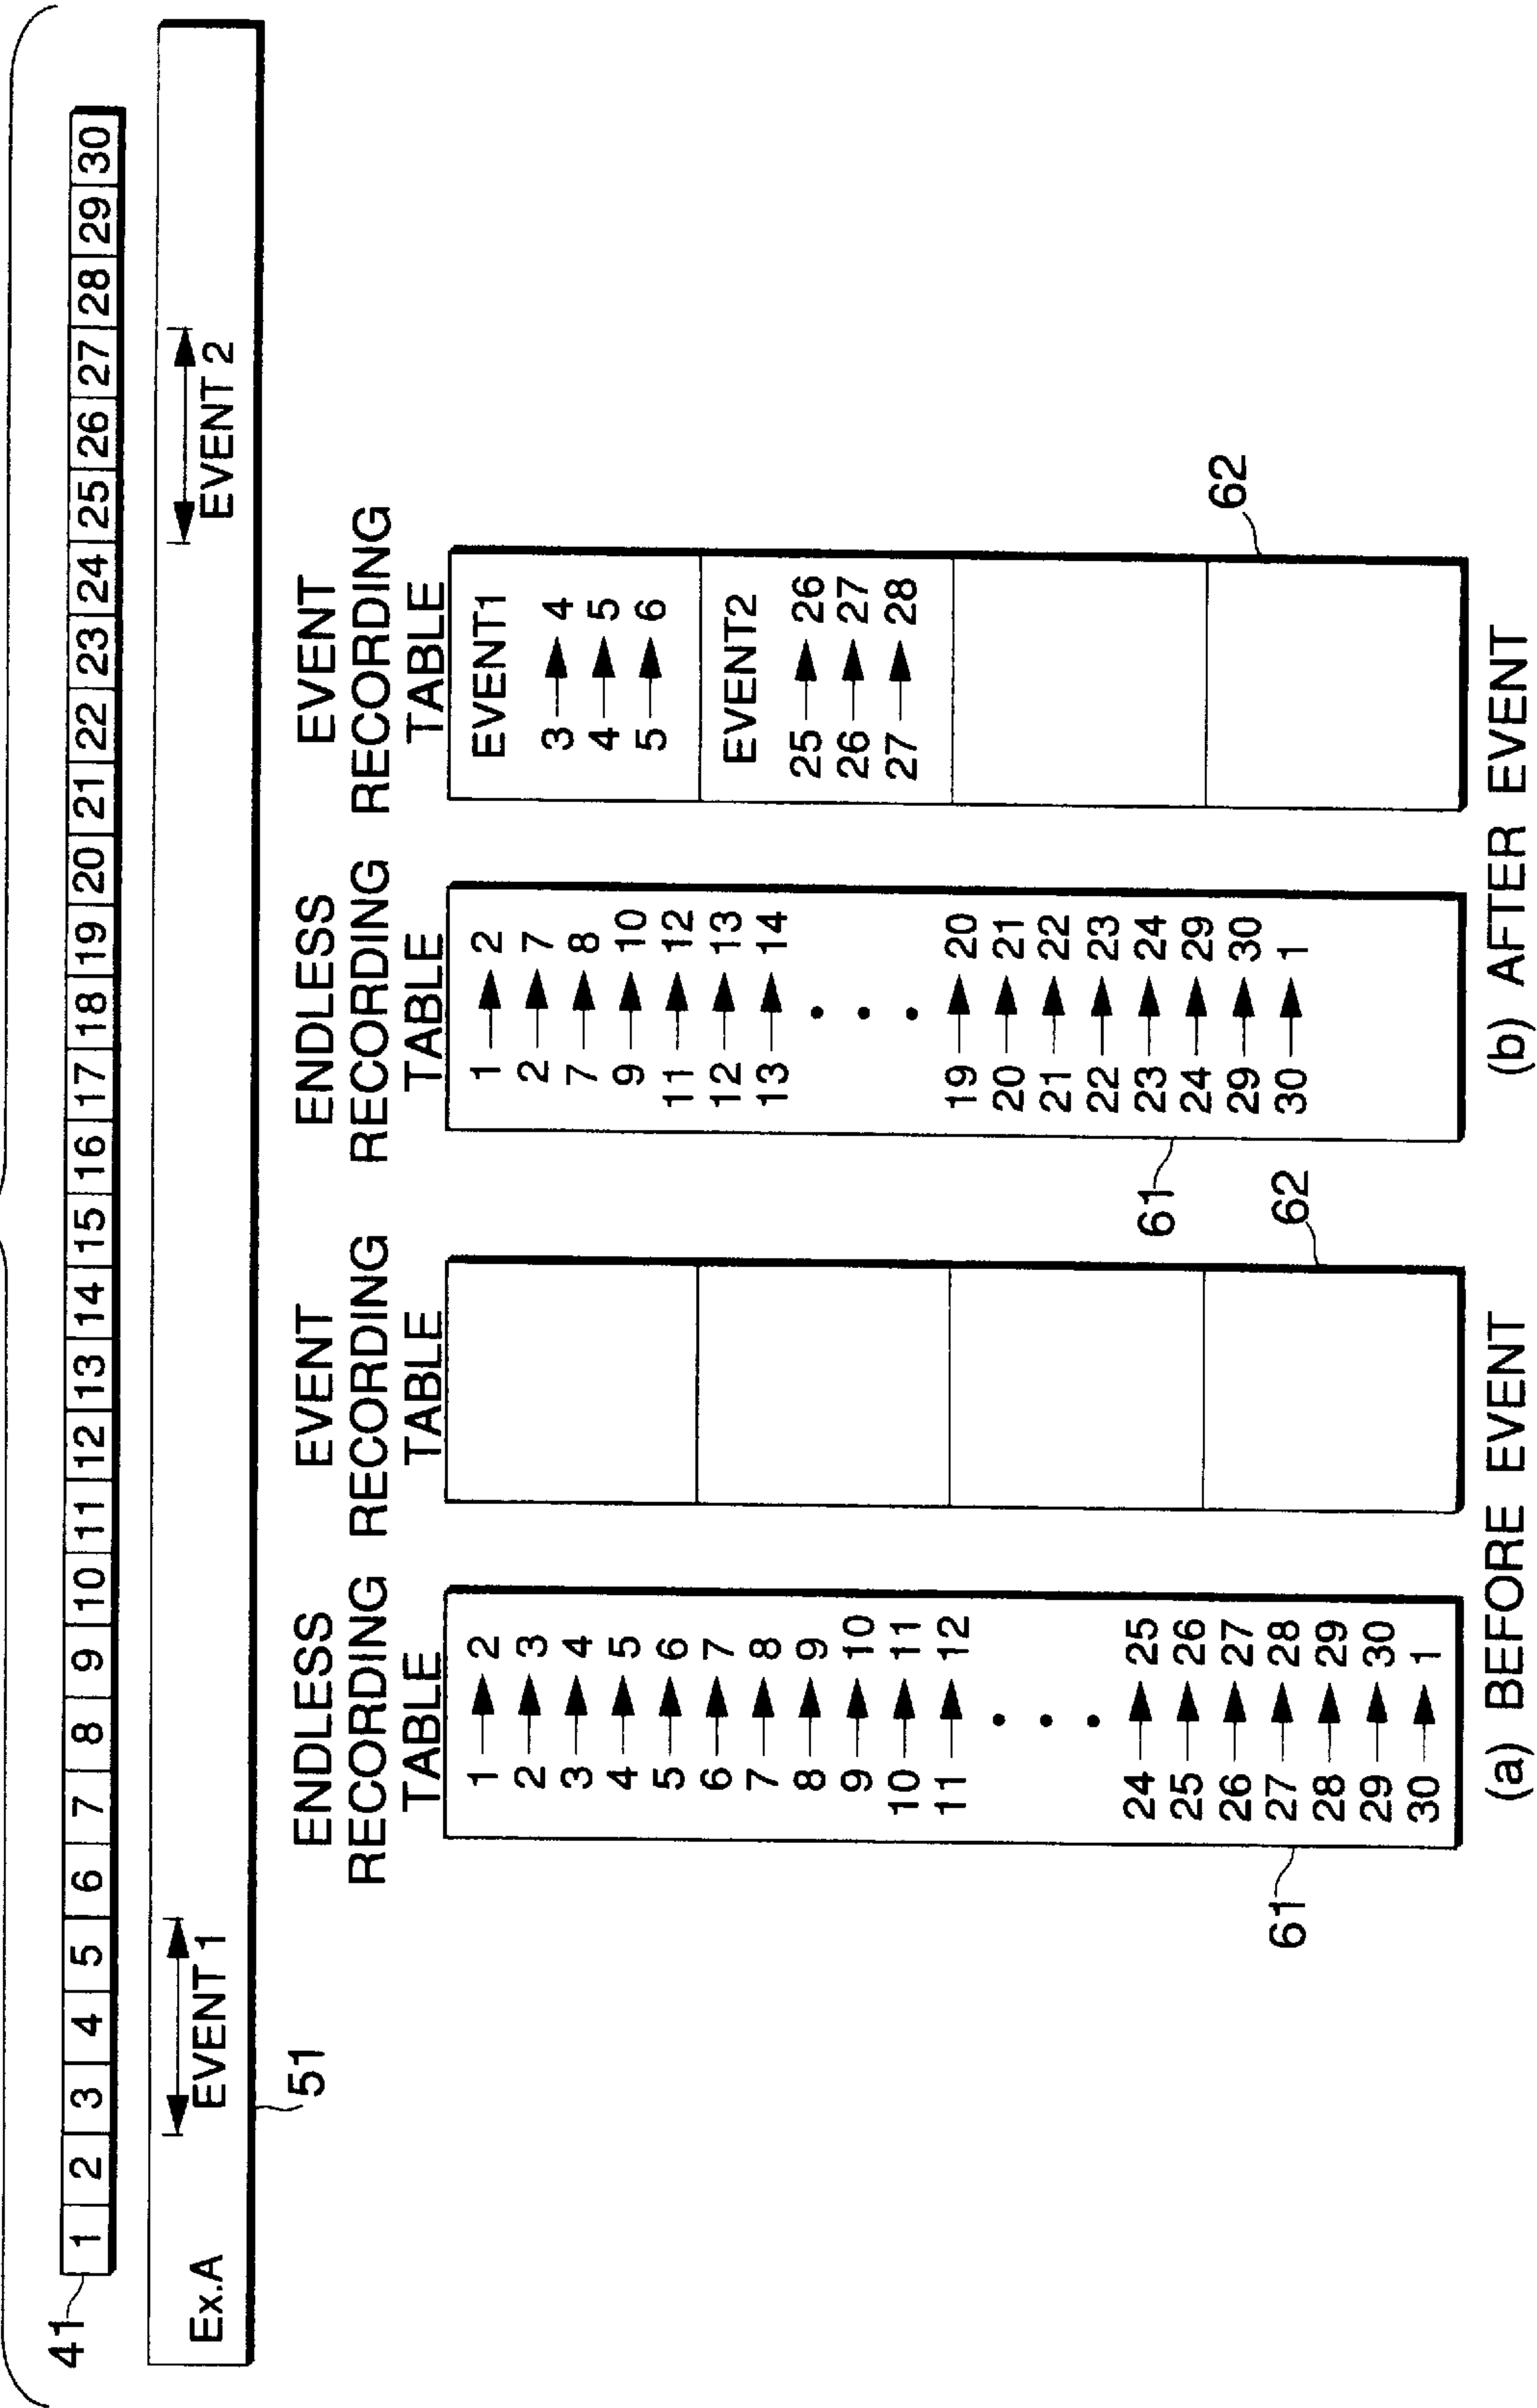 41
1 2 3 4 5 6 7 8 9 10 11 12 13 14 15 16 17 18 19 20 21 22 23 24 25 26 27 28 29 30
Ex.A
EVENT 1
EVENT 2
51
ENDLESS
RECORDING
TABLE
1 → 2
2 → 3
3 → 4
4 → 5
5 → 6
6 → 7
7 → 8
8 → 9
9 → 10
10 → 11
11 → 12
• • •
24 → 25
25 → 26
26 → 27
27 → 28
28 → 29
29 → 30
30 → 1
61
EVENT
RECORDING
TABLE
62
(a) BEFORE EVENT
ENDLESS
RECORDING
TABLE
1 → 2
2 → 7
7 → 8
9 → 10
11 → 12
12 → 13
13 → 14
• • •
19 → 20
20 → 21
21 → 22
22 → 23
23 → 24
24 → 29
29 → 30
30 → 1
61
EVENT
RECORDING
TABLE
EVENT1
3 → 4
4 → 5
5 → 6
EVENT2
25 → 26
26 → 27
27 → 28
62
(b) AFTER EVENT